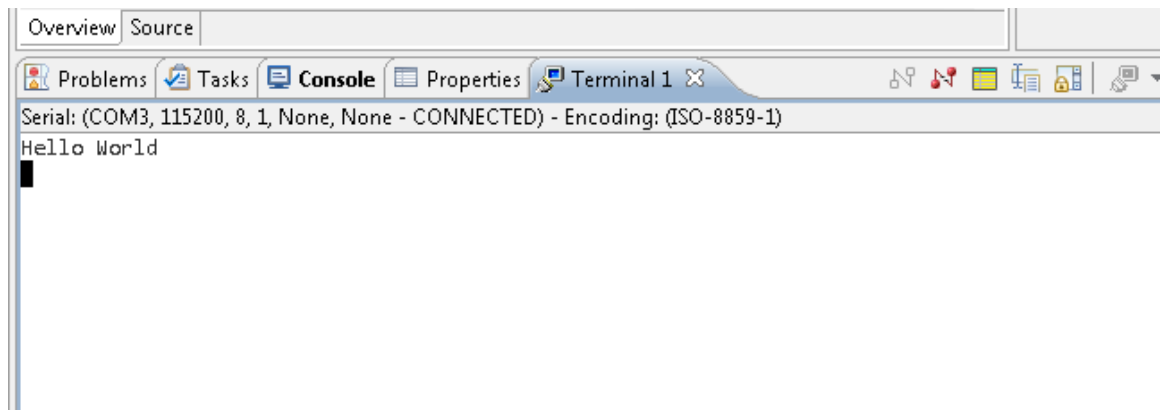 Overview Source
Problems Tasks Console Properties Terminal 1
Serial: (COM3, 115200, 8, 1, None, None - CONNECTED) - Encoding: (ISO-8859-1)
Hello World